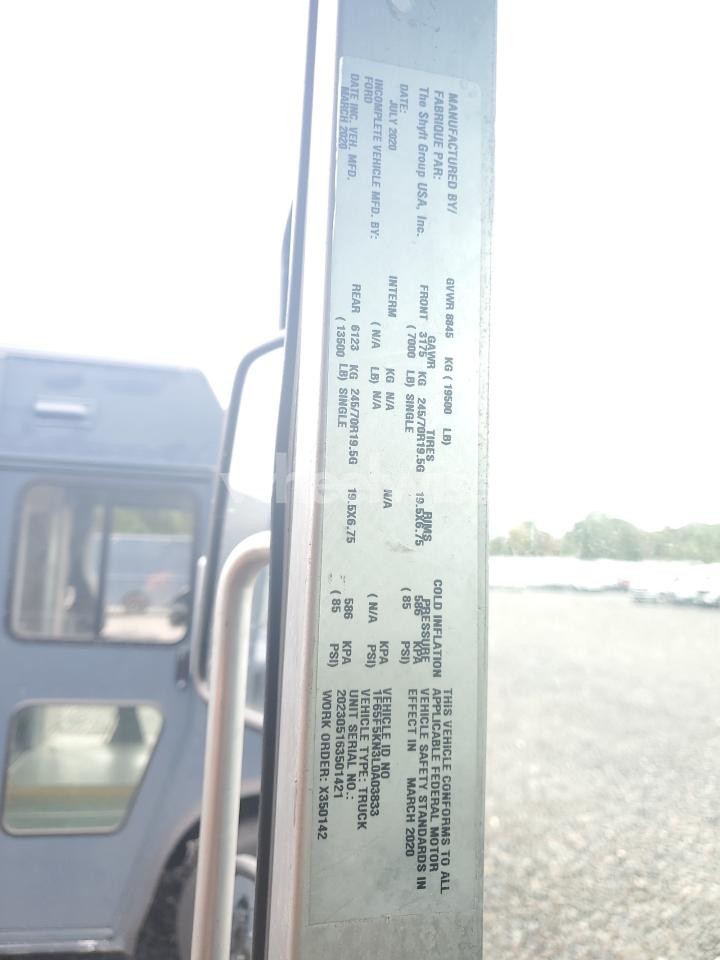 MANUFACTURED BY/
FABRIQUE PAR:
The Shyft Group USA, Inc.
DATE:
JULY 2020
INCOMPLETE VEHICLE MFD. BY:
FORD
DATE INC. VEH. MFD.
MARCH 2020
GVWR 8845 KG ( 19500 LB)
GAWR TIRES RIMS COLD INFLATION PRESSURE
FRONT 3175 KG 245/70R19.5G 19.5X6.75 586 KPA
( 7000 LB) SINGLE ( 85 PSI)
INTERM KG N/A N/A KPA
( N/A LB) N/A ( N/A PSI)
REAR 6123 KG 245/70R19.5G 19.5X6.75 586 KPA
( 13500 LB) SINGLE ( 85 PSI)
THIS VEHICLE CONFORMS TO ALL
APPLICABLE FEDERAL MOTOR
VEHICLE SAFETY STANDARDS IN
EFFECT IN MARCH 2020
VEHICLE ID NO
1F65F5KN3L0A03833
VEHICLE TYPE: TRUCK
UNIT SERIAL NO.:
202305163501421
WORK ORDER: X350142